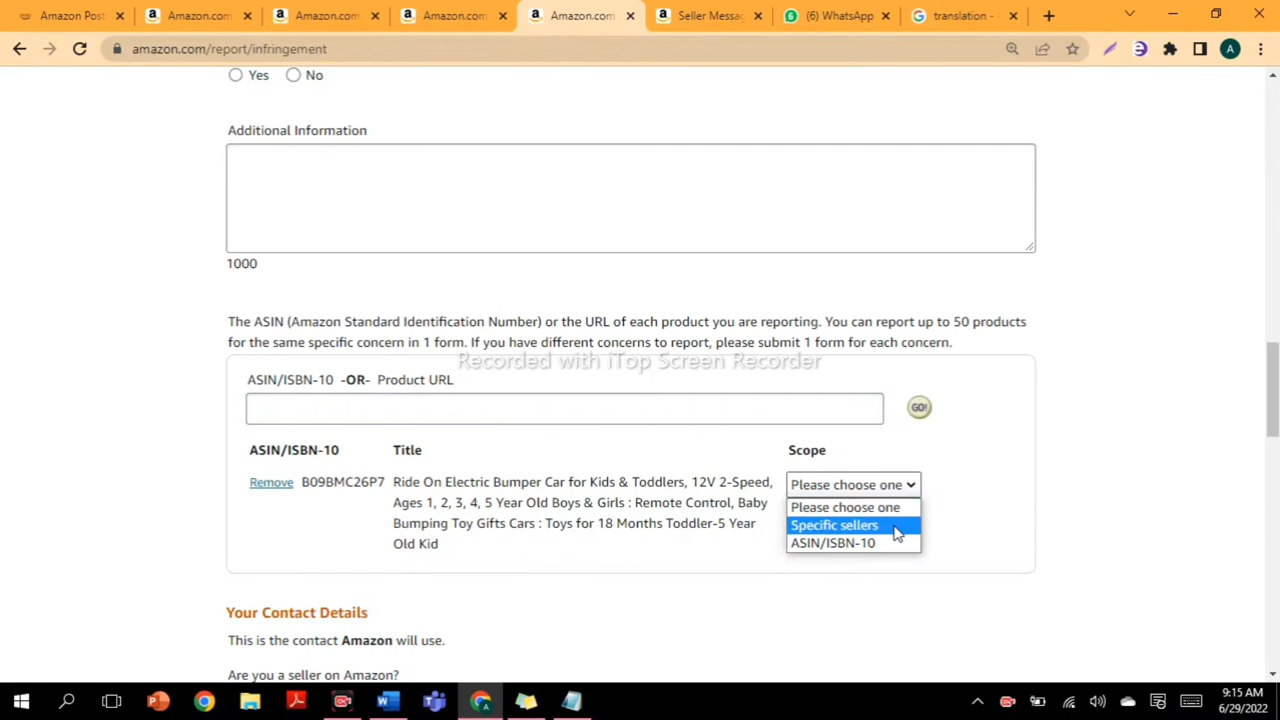 Amazon Post
Amazon.com
Amazon.com
Amazon.com
Amazon.com
Seller Messag
(6) WhatsApp
translation -
amazon.com/report/infringement
A
Yes No
Additional Information
1000
The ASIN (Amazon Standard Identification Number) or the URL of each product you are reporting. You can report up to 50 products
for the same specific concern in 1 form. If you have different concerns to report, please submit 1 form for each concern.
Recorded with iTop Screen Recorder
ASIN/ISBN-10 -OR- Product URL
GO!
ASIN/ISBN-10 Title Scope
Remove B09BMC26P7 Ride On Electric Bumper Car for Kids & Toddlers, 12V 2-Speed,
Ages 1, 2, 3, 4, 5 Year Old Boys & Girls : Remote Control, Baby
Bumping Toy Gifts Cars : Toys for 18 Months Toddler-5 Year
Old Kid
Please choose one
Please choose one
Specific sellers
ASIN/ISBN-10
Your Contact Details
This is the contact Amazon will use.
Are you a seller on Amazon?
9:15 AM
6/29/2022